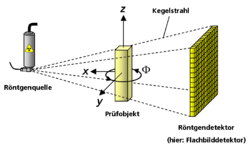 z
Kegelstrahl
x
Φ
y
Röntgenquelle
Prüfobjekt
Röntgendetektor
(hier: Flachbilddetektor)